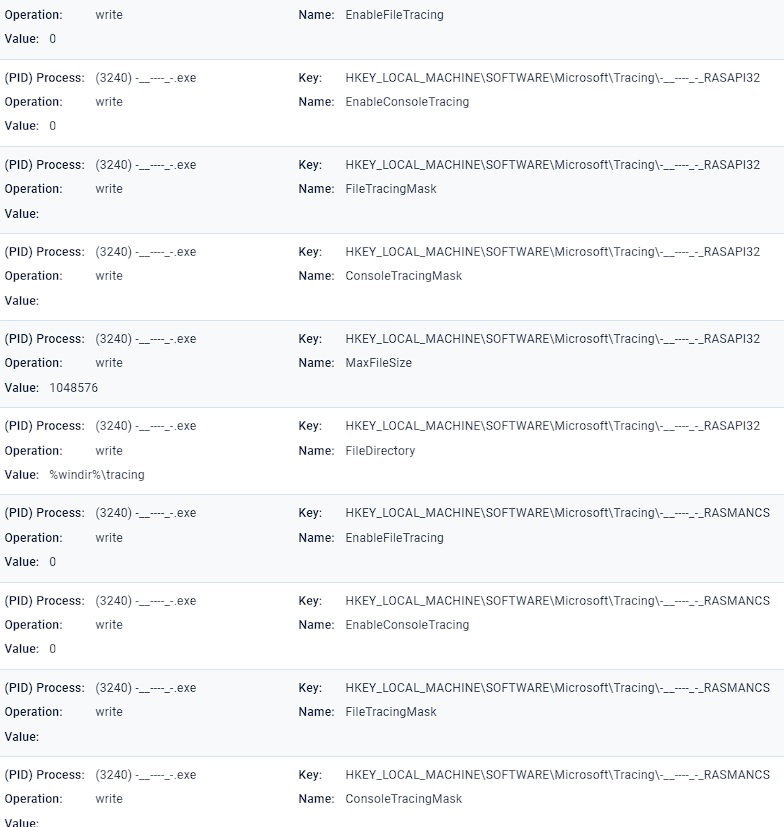 Operation: write Name: EnableFileTracing
Value: 0
(PID) Process: (3240) -__----_-.exe Key: HKEY_LOCAL_MACHINE\SOFTWARE\Microsoft\Tracing\-__----_-_RASAPI32
Operation: write Name: EnableConsoleTracing
Value: 0
(PID) Process: (3240) -__----_-.exe Key: HKEY_LOCAL_MACHINE\SOFTWARE\Microsoft\Tracing\-__----_-_RASAPI32
Operation: write Name: FileTracingMask
Value:
(PID) Process: (3240) -__----_-.exe Key: HKEY_LOCAL_MACHINE\SOFTWARE\Microsoft\Tracing\-__----_-_RASAPI32
Operation: write Name: ConsoleTracingMask
Value:
(PID) Process: (3240) -__----_-.exe Key: HKEY_LOCAL_MACHINE\SOFTWARE\Microsoft\Tracing\-__----_-_RASAPI32
Operation: write Name: MaxFileSize
Value: 1048576
(PID) Process: (3240) -__----_-.exe Key: HKEY_LOCAL_MACHINE\SOFTWARE\Microsoft\Tracing\-__----_-_RASAPI32
Operation: write Name: FileDirectory
Value: %windir%\tracing
(PID) Process: (3240) -__----_-.exe Key: HKEY_LOCAL_MACHINE\SOFTWARE\Microsoft\Tracing\-__----_-_RASMANCS
Operation: write Name: EnableFileTracing
Value: 0
(PID) Process: (3240) -__----_-.exe Key: HKEY_LOCAL_MACHINE\SOFTWARE\Microsoft\Tracing\-__----_-_RASMANCS
Operation: write Name: EnableConsoleTracing
Value: 0
(PID) Process: (3240) -__----_-.exe Key: HKEY_LOCAL_MACHINE\SOFTWARE\Microsoft\Tracing\-__----_-_RASMANCS
Operation: write Name: FileTracingMask
Value:
(PID) Process: (3240) -__----_-.exe Key: HKEY_LOCAL_MACHINE\SOFTWARE\Microsoft\Tracing\-__----_-_RASMANCS
Operation: write Name: ConsoleTracingMask
Value: